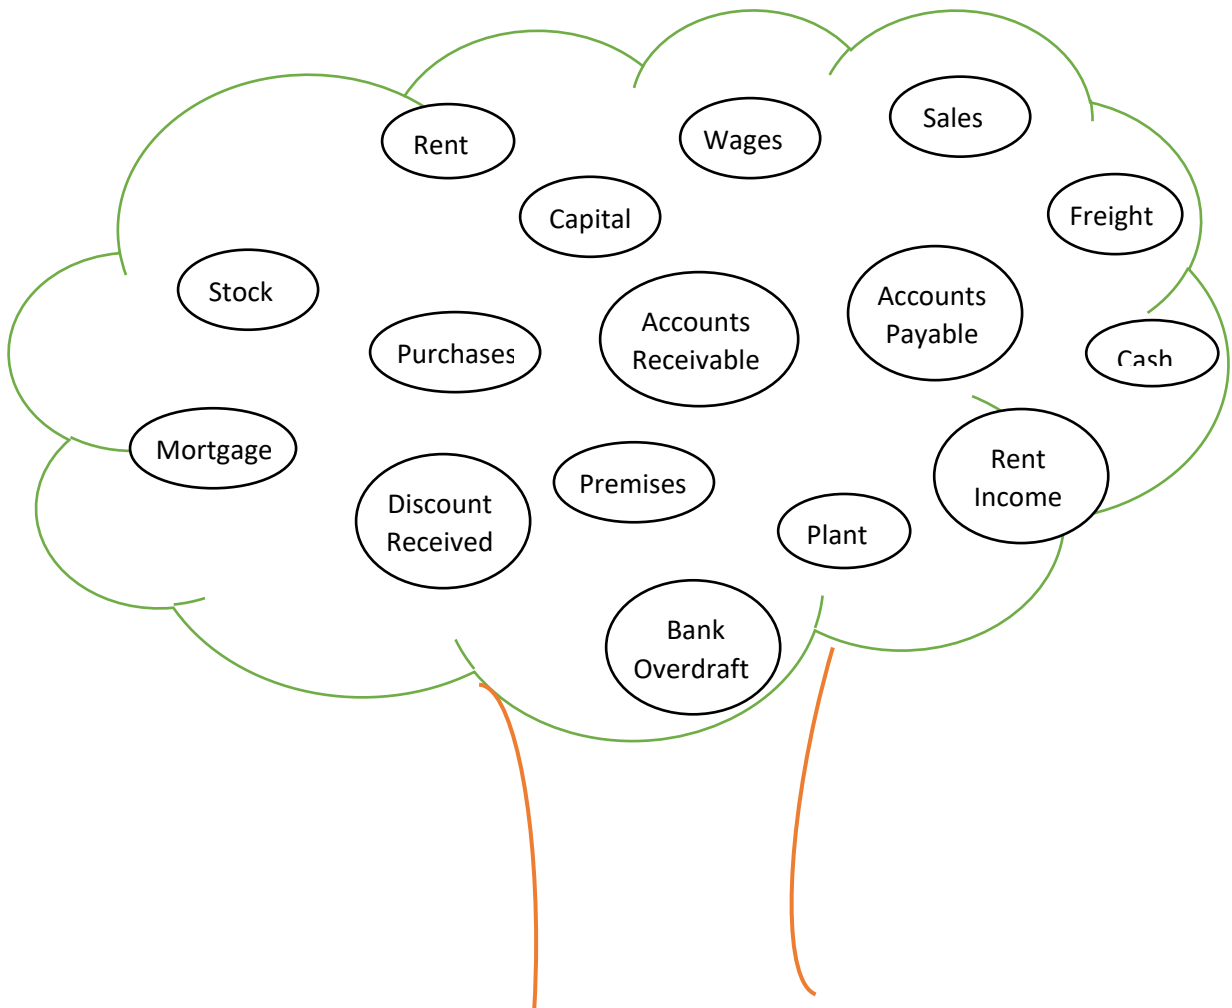 Rent
Wages
Sales
Capital
Freight
Stock
Accounts
Receivable
Accounts
Payable
Purchases
Cash
Mortgage
Premises
Rent
Income
Discount
Received
Plant
Bank
Overdraft